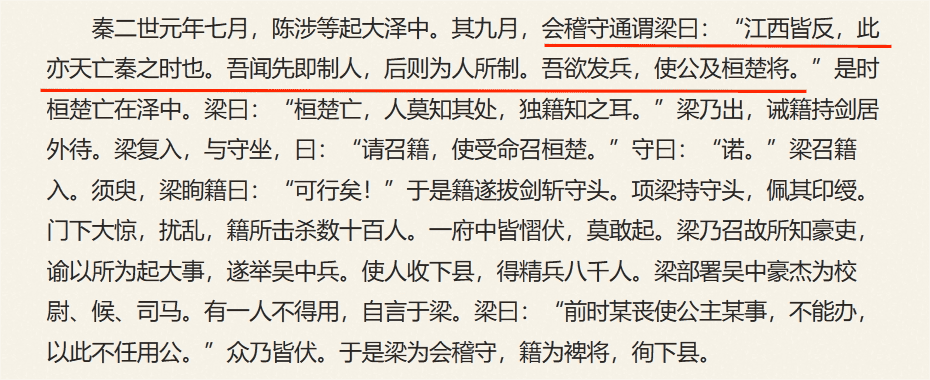 秦二世元年七月，陈涉等起大泽中。其九月，会稽守通谓梁曰：“江西皆反，此
亦天亡秦之时也。吾闻先即制人，后则为人所制。吾欲发兵，使公及桓楚将。”是时
桓楚亡在泽中。梁曰：“桓楚亡，人莫知其处，独籍知之耳。”梁乃出，诫籍持剑居
外待。梁复入，与守坐，曰：“请召籍，使受命召桓楚。”守曰：“诺。”梁召籍
入。须臾，梁眴籍曰：“可行矣！”于是籍遂拔剑斩守头。项梁持守头，佩其印绶。
门下大惊，扰乱，籍所击杀数十百人。一府中皆慴伏，莫敢起。梁乃召故所知豪吏，
谕以所为起大事，遂举吴中兵。使人收下县，得精兵八千人。梁部署吴中豪杰为校
尉、候、司马。有一人不得用，自言于梁。梁曰：“前时某丧使公主某事，不能办，
以此不任用公。”众乃皆伏。于是梁为会稽守，籍为裨将，徇下县。